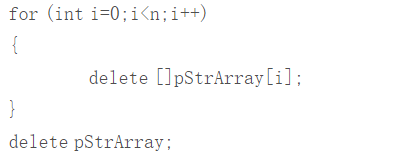 for (int i=0;i<n;i++)
{
delete []pStrArray[i];
}
delete pStrArray;